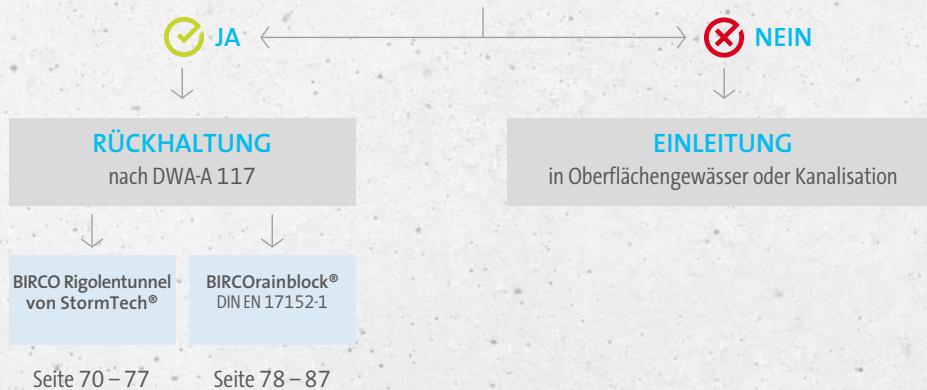 JA
NEIN
RÜCKHALTUNG
nach DWA-A 117
EINLEITUNG
in Oberflächengewässer oder Kanalisation
BIRCO Rigolentunnel
von StormTech®
BIRCOrainblock®
DIN EN 17152-1
Seite 70 – 77
Seite 78 – 87